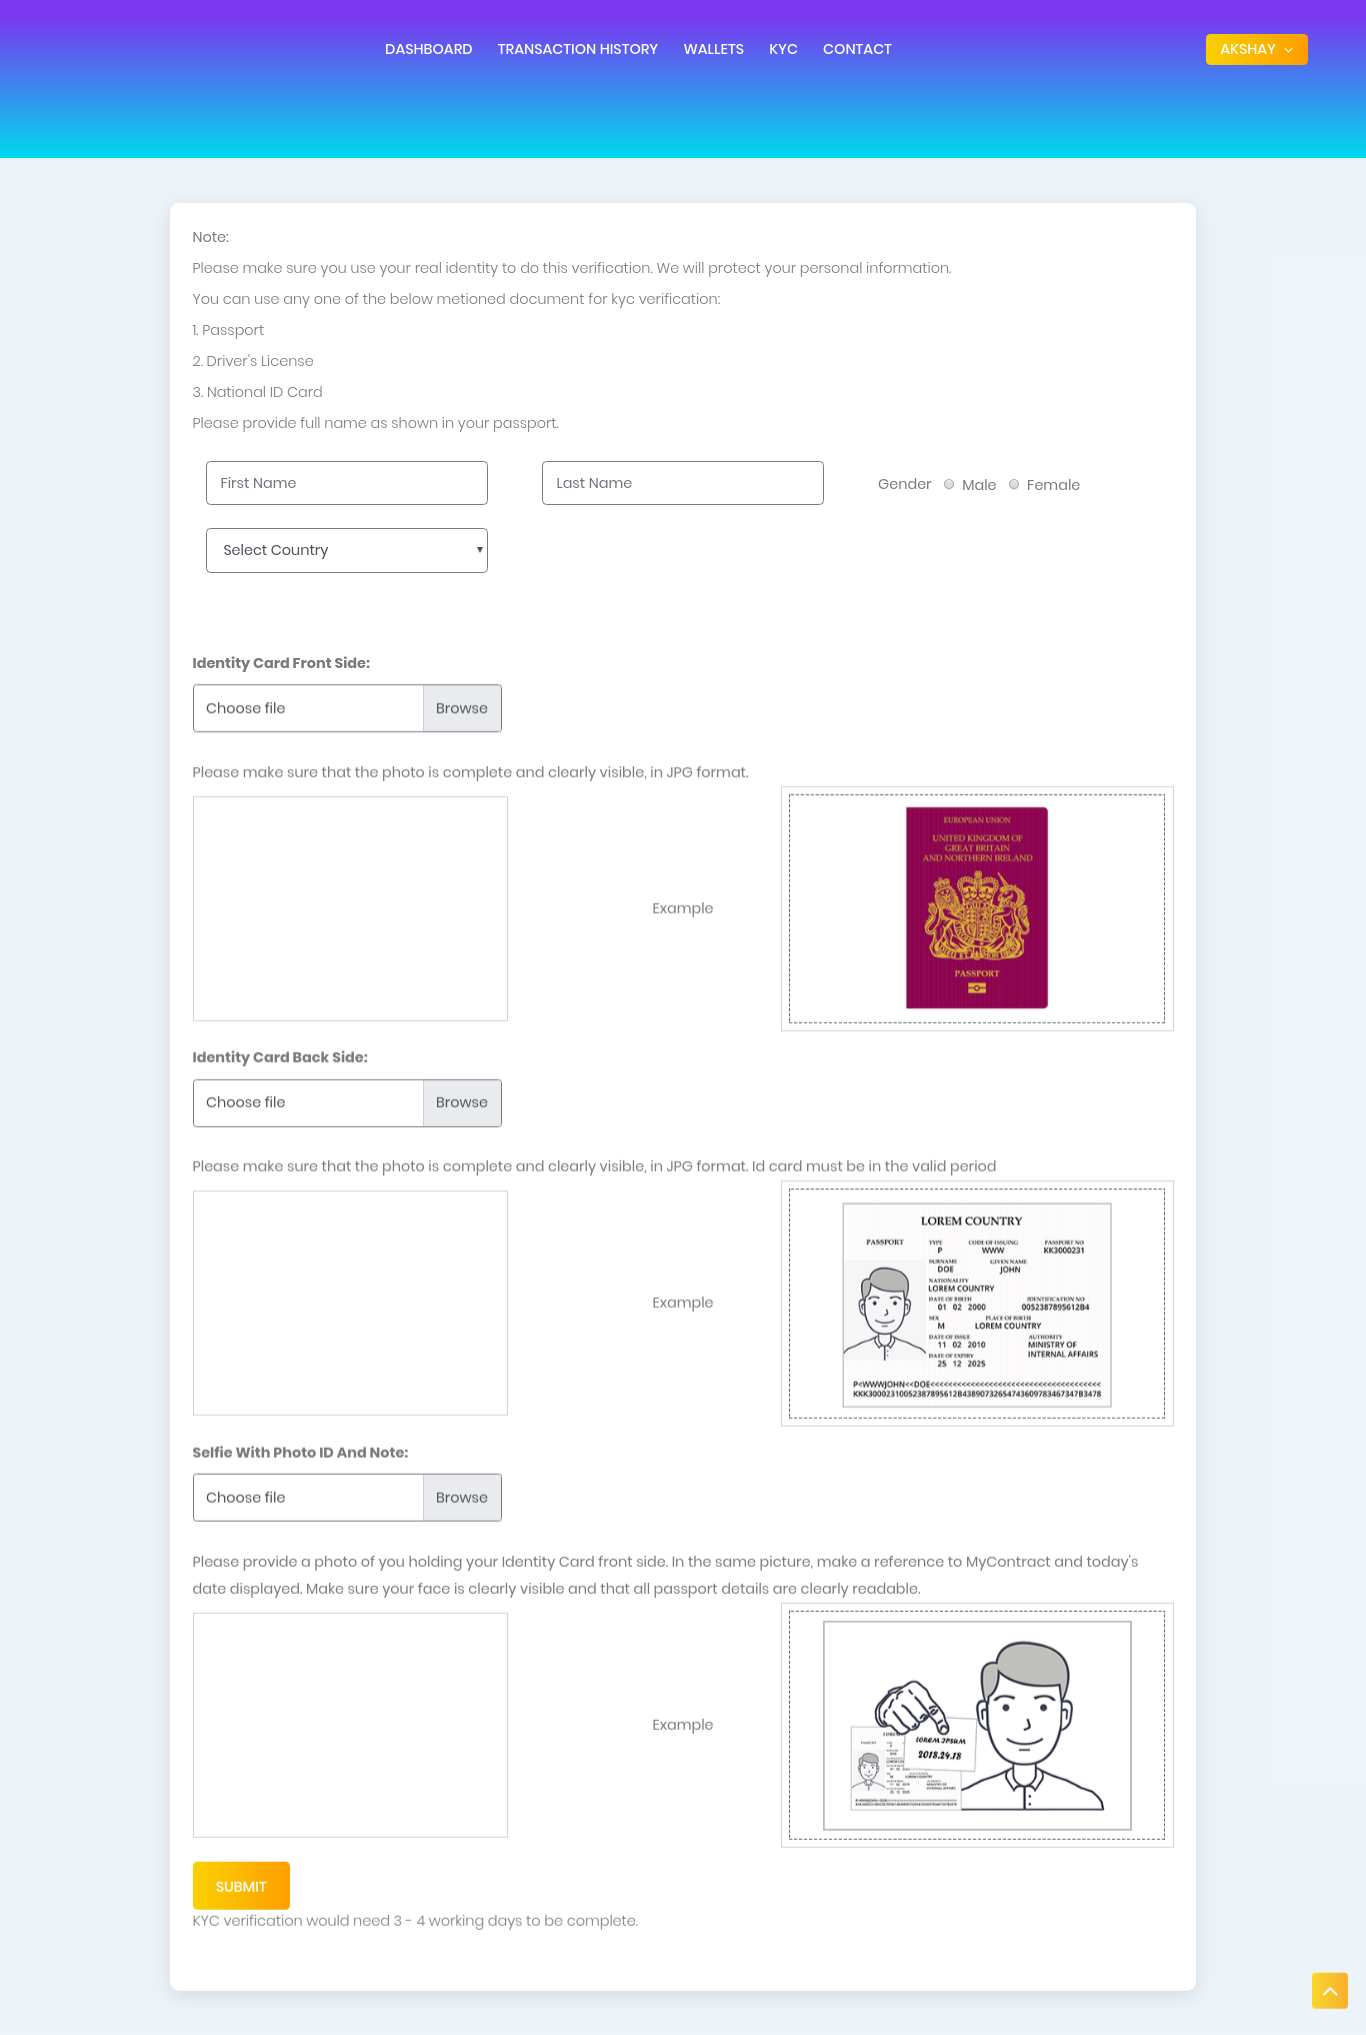 DASHBOARD TRANSACTION HISTORY WALLETS KYC CONTACT AKSHAY
Note:
Please make sure you use your real identity to do this verification. We will protect your personal information.
You can use any one of the below metioned document for kyc verification:
1. Passport
2. Driver's License
3. National ID Card
Please provide full name as shown in your passport.
First Name Last Name Gender Male Female
Select Country
Identity Card Front Side:
Choose file Browse
Please make sure that the photo is complete and clearly visible, in JPG format.
Example
EUROPEAN UNION
UNITED KINGDOM OF
GREAT BRITAIN
AND NORTHERN IRELAND
PASSPORT
Identity Card Back Side:
Choose file Browse
Please make sure that the photo is complete and clearly visible, in JPG format. Id card must be in the valid period
Example
LOREM COUNTRY
PASSPORT TYPE CODE OF ISSUING PASSPORT NO
P WWW KK3000231
SURNAME GIVEN NAME
DOE JOHN
NATIONALITY
LOREM COUNTRY
DATE OF BIRTH IDENTIFICATION NO
01 02 2000 0052387895612B4
SEX PLACE OF BIRTH
M LOREM COUNTRY
DATE OF ISSUE AUTHORITY
11 02 2010 MINISTRY OF
DATE OF EXPIRY INTERNAL AFFAIRS
25 12 2025
Selfie With Photo ID And Note:
Choose file Browse
Please provide a photo of you holding your Identity Card front side. In the same picture, make a reference to MyContract and today's
date displayed. Make sure your face is clearly visible and that all passport details are clearly readable.
Example
LOREM IPSUM
2018.24.18
SUBMIT
KYC verification would need 3 - 4 working days to be complete.